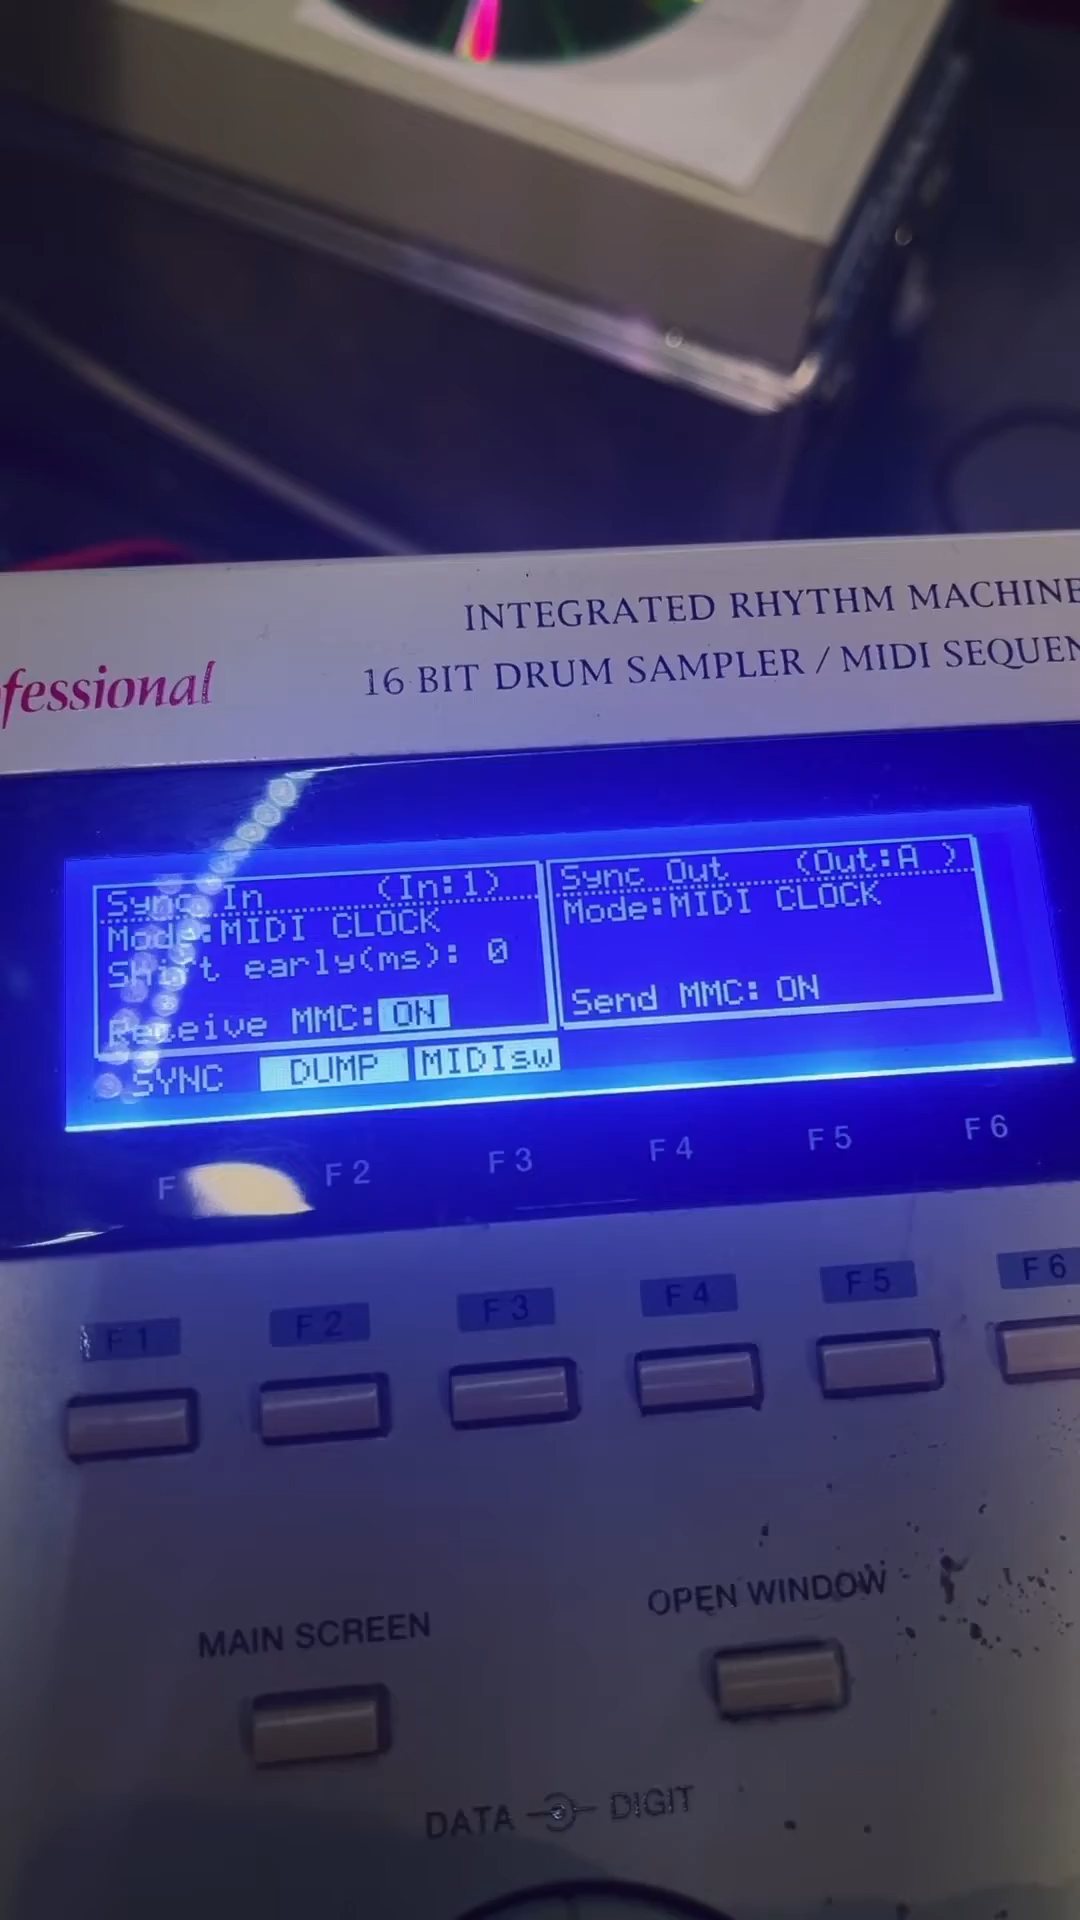 INTEGRATED RHYTHM MACHINE
16 BIT DRUM SAMPLER / MIDI SEQUEN
fessional
Sync In (In:1)
Mode:MIDI CLOCK
Shift early(ms): 0
Receive MMC: ON
Sync Out (Out:A )
Mode:MIDI CLOCK
Send MMC: ON
SYNC DUMP MIDIsw
F F2 F3 F4 F5 F6
F1 F2 F3 F4 F5 F6
MAIN SCREEN
OPEN WINDOW
DATA DIGIT